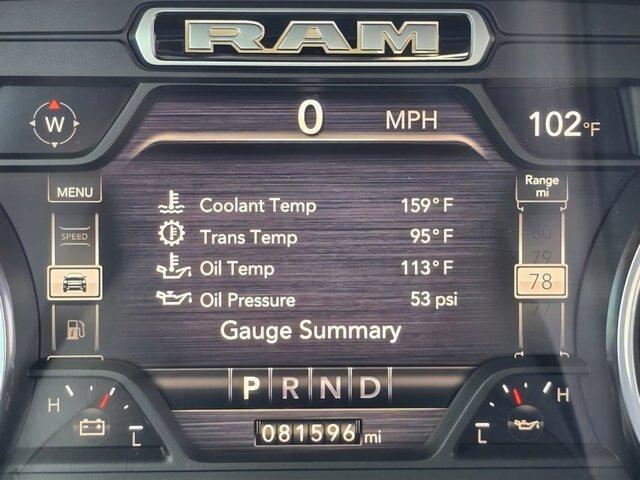 RAM
W
0 MPH
102°F
MENU
SPEED
Range
mi
80
79
78
Coolant Temp 159°F
Trans Temp 95°F
Oil Temp 113°F
Oil Pressure 53 psi
Gauge Summary
P R N D
H
L
081596 mi
L
H